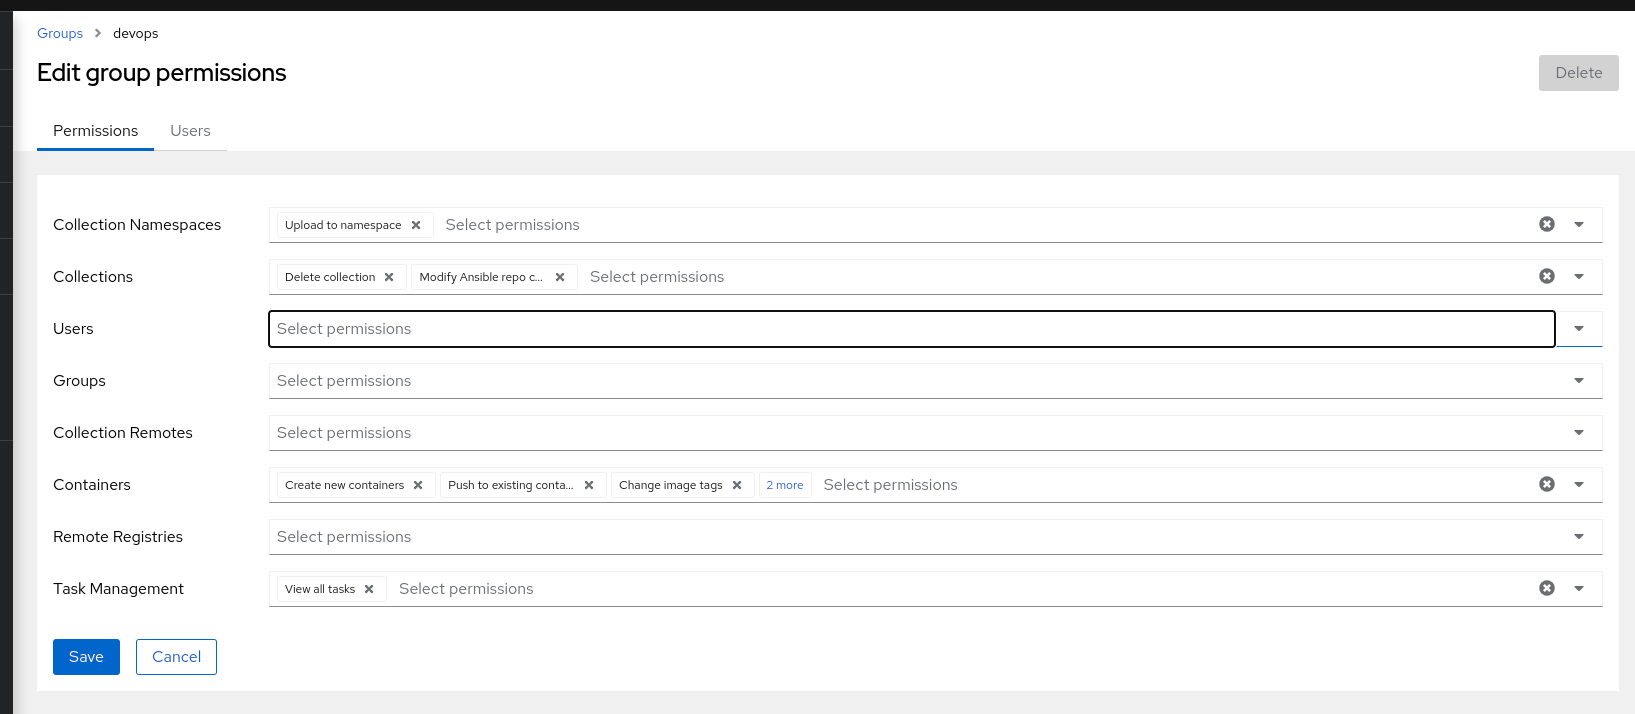 Groups > devops
Edit group permissions
Delete
Permissions Users
Collection Namespaces Upload to namespace Select permissions
Collections Delete collection Modify Ansible repo c... Select permissions
Users Select permissions
Groups Select permissions
Collection Remotes Select permissions
Containers Create new containers Push to existing conta... Change image tags 2 more Select permissions
Remote Registries Select permissions
Task Management View all tasks Select permissions
Save Cancel